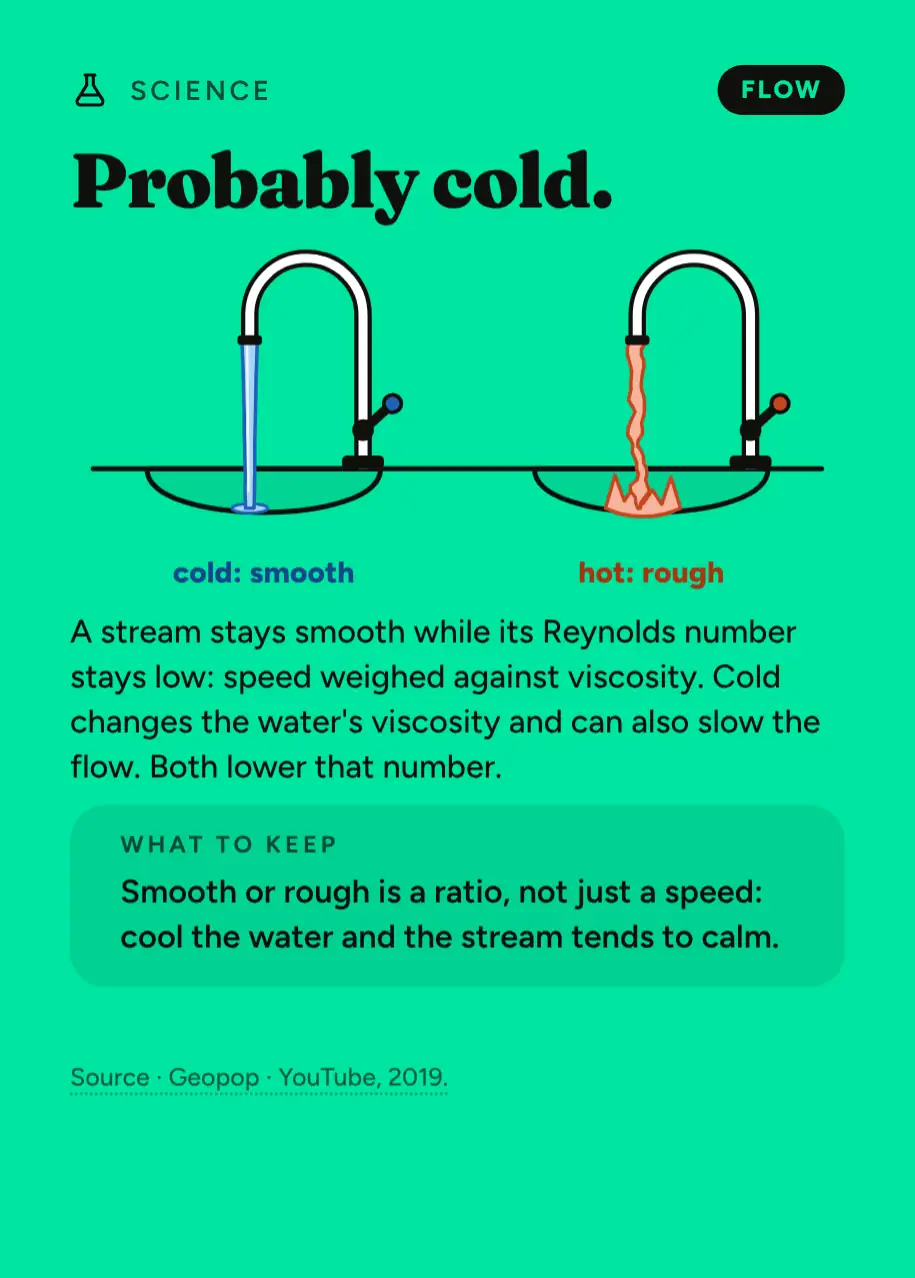 SCIENCE
FLOW
Probably cold.
cold: smooth
hot: rough
A stream stays smooth while its Reynolds number
stays low: speed weighed against viscosity. Cold
changes the water's viscosity and can also slow the
flow. Both lower that number.
WHAT TO KEEP
Smooth or rough is a ratio, not just a speed:
cool the water and the stream tends to calm.
Source · Geopop · YouTube, 2019.